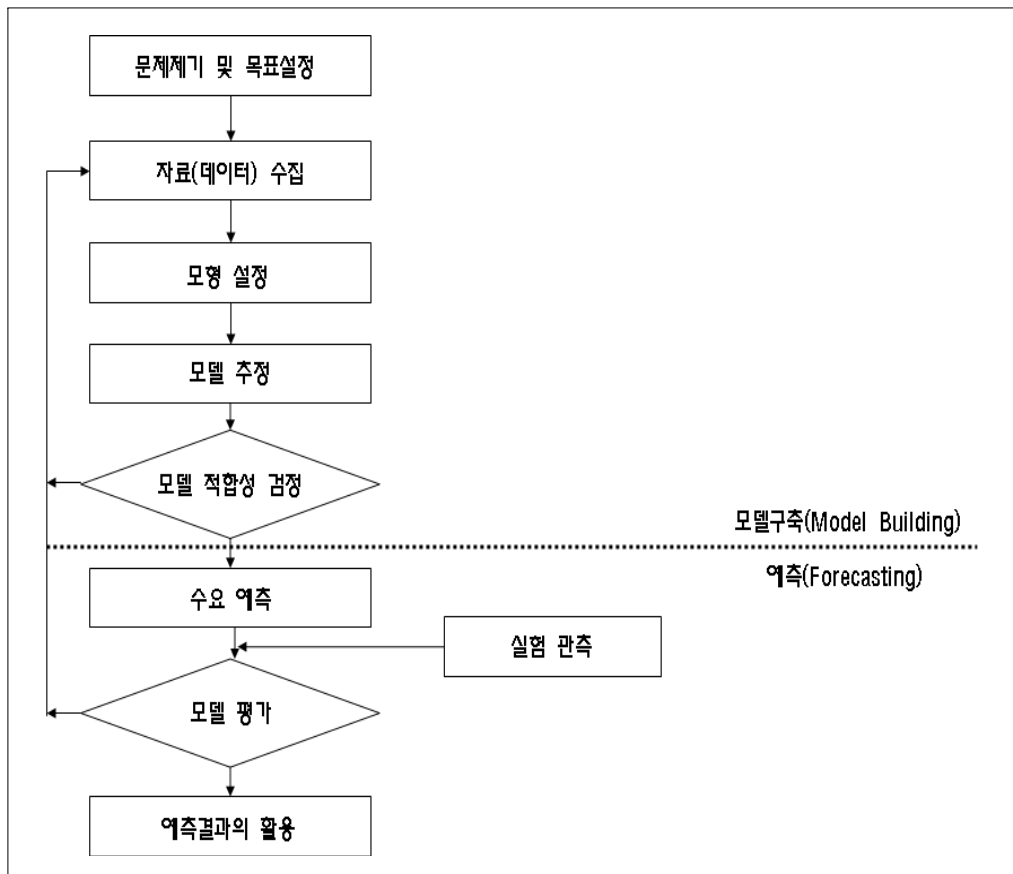 문제제기 및 목표설정
자료(데이터) 수집
모형 설정
모델 추정
모델 적합성 검정
모델구축(Model Building)
예측(Forecasting)
수요 예측
실험 관측
모델 평가
예측결과의 활용